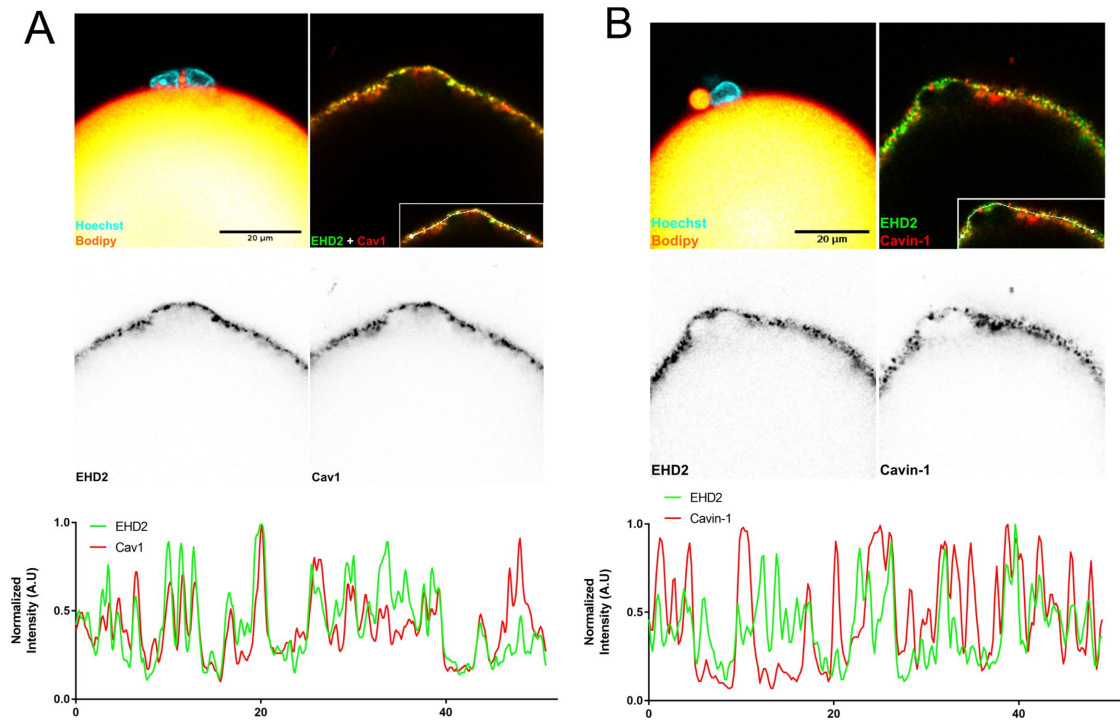 A
Hoechst
Bodipy
20 µm
EHD2 + Cav1
EHD2
Cav1
1.0
EHD2
Cav1
Normalized
Intensity (A.U)
0.5
0.0
0
20
40
B
Hoechst
Bodipy
20 µm
EHD2
Cavin-1
EHD2
Cavin-1
EHD2
Cavin-1
1.0
Normalized
Intensity (A.U)
0.5
0.0
0
20
40